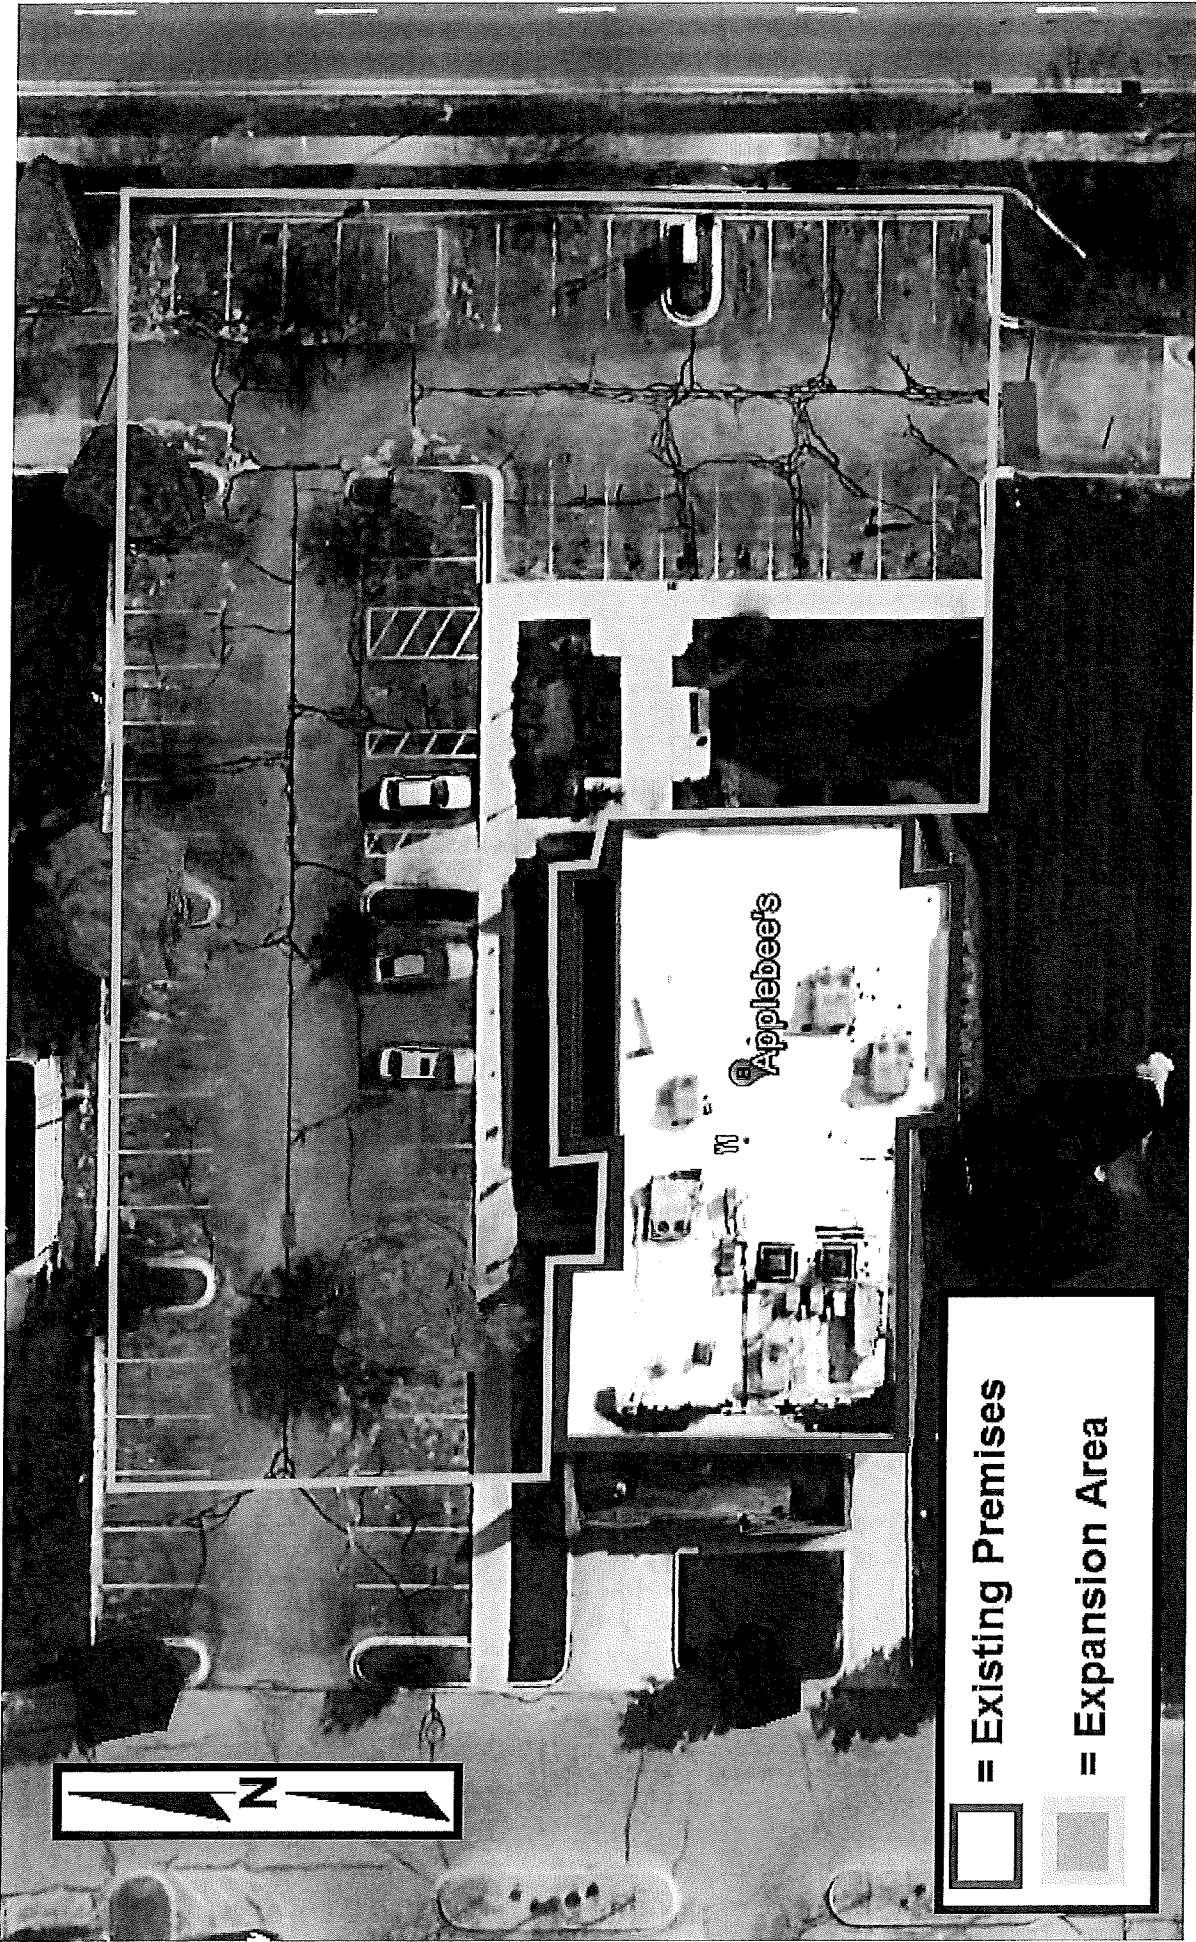 Applebee's
N
= Existing Premises
= Expansion Area